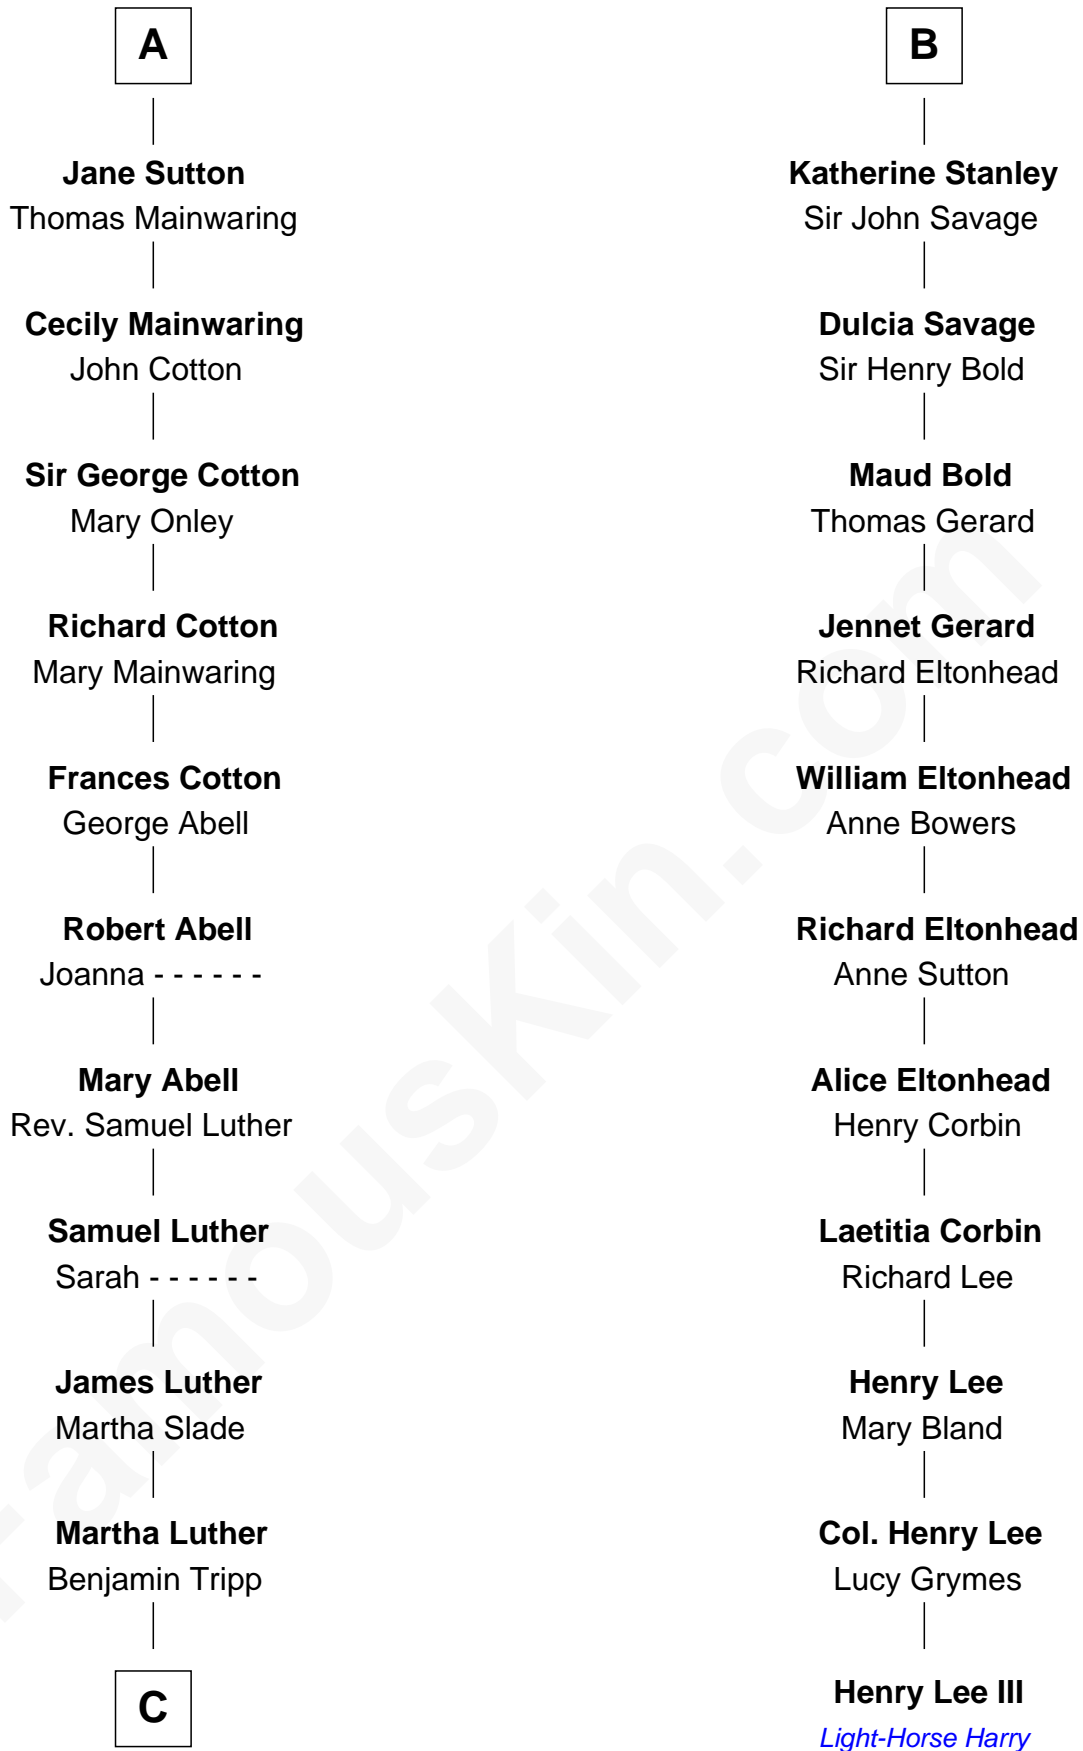 A
Jane Sutton
Thomas Mainwaring
Cecily Mainwaring
John Cotton
Sir George Cotton
Mary Onley
Richard Cotton
Mary Mainwaring
Frances Cotton
George Abell
Robert Abell
Joanna - - - - - -
Mary Abell
Rev. Samuel Luther
Samuel Luther
Sarah - - - - - -
James Luther
Martha Slade
Martha Luther
Benjamin Tripp
C
B
Katherine Stanley
Sir John Savage
Dulcia Savage
Sir Henry Bold
Maud Bold
Thomas Gerard
Jennet Gerard
Richard Eltonhead
William Eltonhead
Anne Bowers
Richard Eltonhead
Anne Sutton
Alice Eltonhead
Henry Corbin
Laetitia Corbin
Richard Lee
Henry Lee
Mary Bland
Col. Henry Lee
Lucy Grymes
Henry Lee III
Light-Horse Harry
FamousKin.com